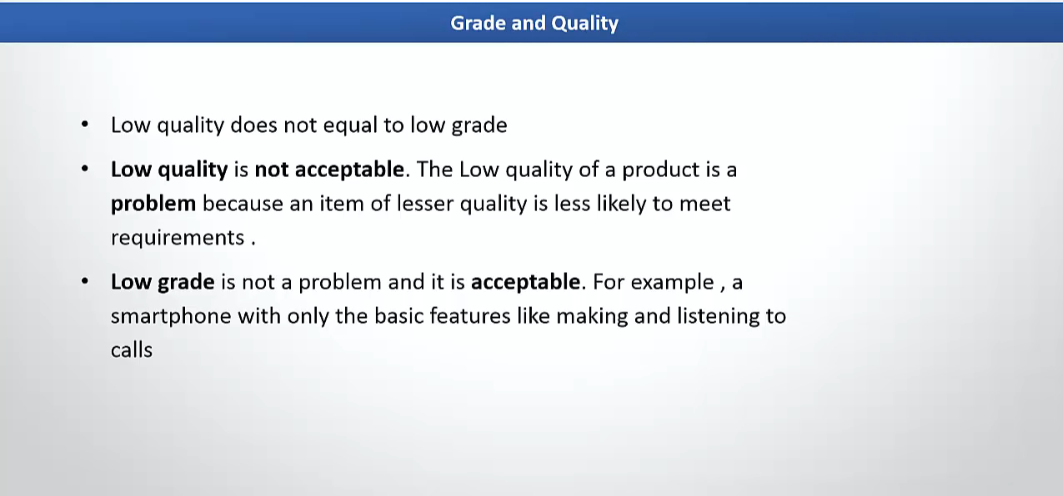 Grade and Quality
• Low quality does not equal to low grade
• Low quality is not acceptable. The Low quality of a product is a
problem because an item of lesser quality is less likely to meet
requirements .
• Low grade is not a problem and it is acceptable. For example , a
smartphone with only the basic features like making and listening to
calls